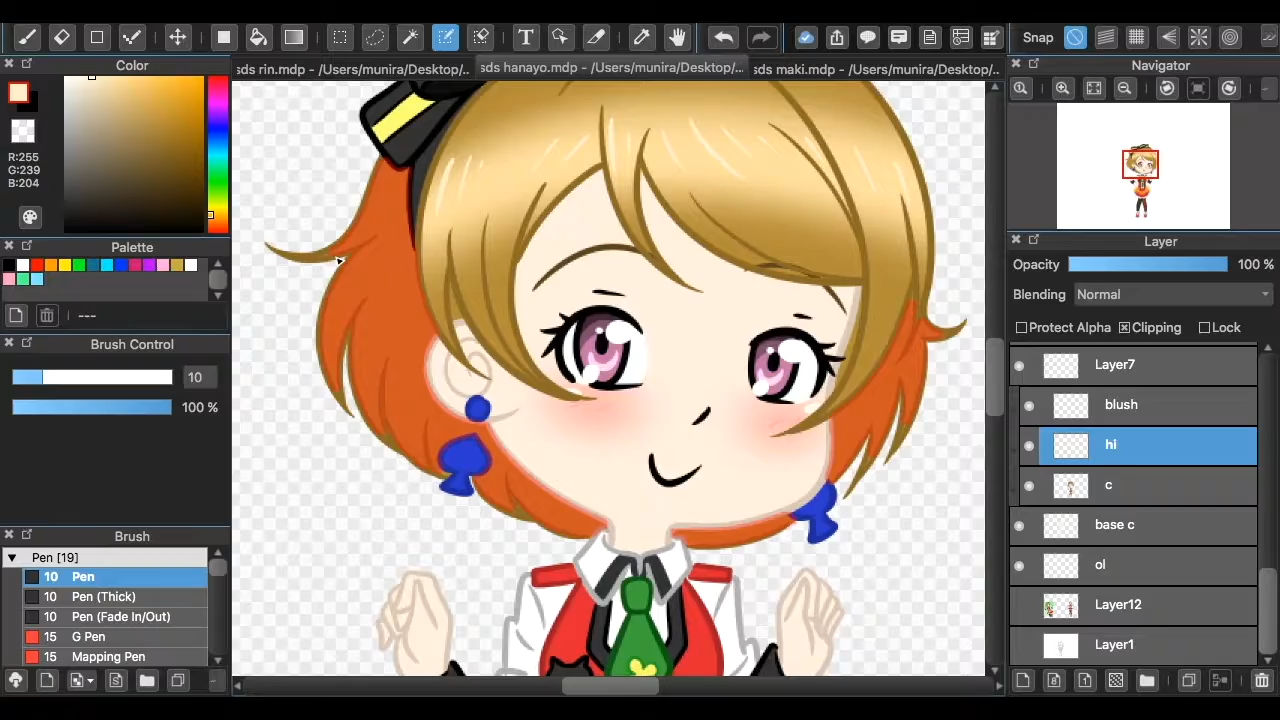 Snap
Color
sds rin.mdp - /Users/munira/Desktop/..
sds hanayo.mdp - /Users/munira/Desktop/...
sds maki.mdp - /Users/munira/Desktop/...
Navigator
R:255
G:239
B:204
Palette
---
Brush Control
10
100 %
Brush
Pen [19]
10 Pen
10 Pen (Thick)
10 Pen (Fade In/Out)
15 G Pen
15 Mapping Pen
Layer
Opacity 100 %
Blending Normal
Protect Alpha Clipping Lock
Layer7
blush
hi
c
base c
ol
Layer12
Layer1